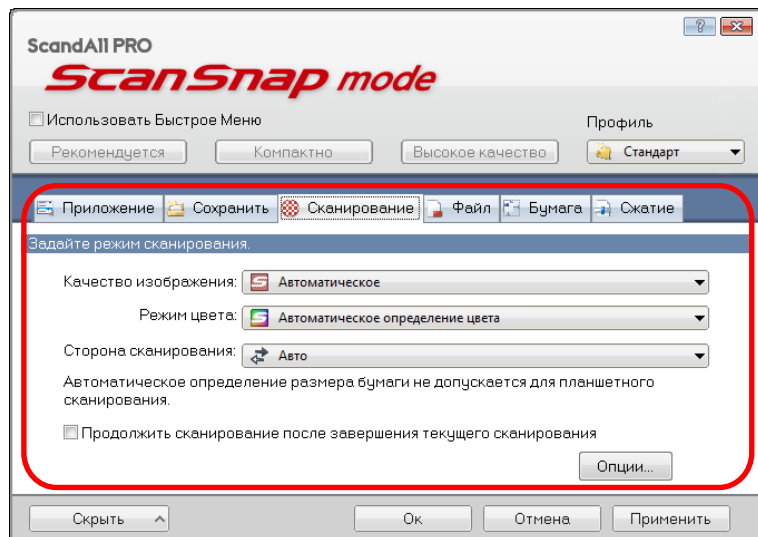 ScandAll PRO
ScanSnap mode
Использовать Быстрое Меню
Профиль
Рекомендуется Компактно Высокое качество Стандарт
Приложение Сохранить Сканирование Файл Бумага Сжатие
Задайте режим сканирования.
Качество изображения: Автоматическое
Режим цвета: Автоматическое определение цвета
Сторона сканирования: Авто
Автоматическое определение размера бумаги не допускается для планшетного
сканирования.
Продолжить сканирование после завершения текущего сканирования
Опции...
Скрыть Ок Отмена Применить